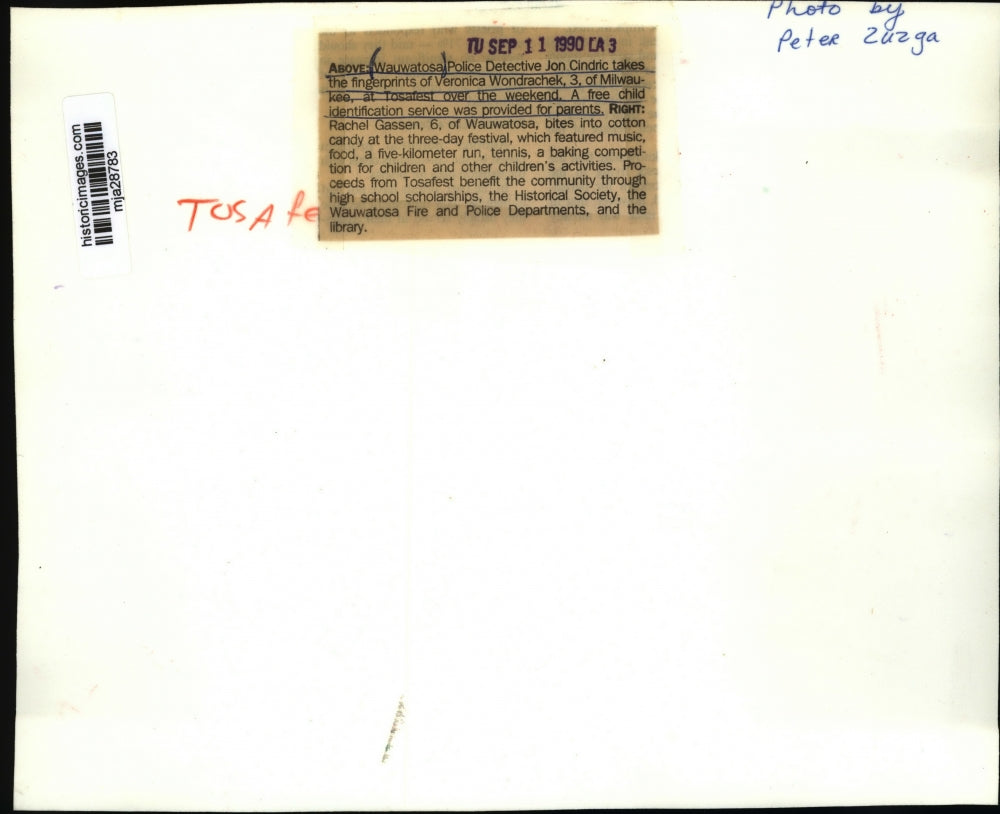 Photo by
Peter Zuzga
TU SEP 11 1990 EA 3
ABOVE: (Wauwatosa) Police Detective Jon Cindric takes
the fingerprints of Veronica Wondrachek, 3, of Milwau-
kee, at Tosafest over the weekend. A free child
identification service was provided for parents. RIGHT:
Rachel Gassen, 6, of Wauwatosa, bites into cotton
candy at the three-day festival, which featured music,
food, a five-kilometer run, tennis, a baking competi-
tion for children and other children's activities. Pro-
ceeds from Tosafest benefit the community through
high school scholarships, the Historical Society, the
Wauwatosa Fire and Police Departments, and the
library.
historicimages.com
mja28783
TOSAfe